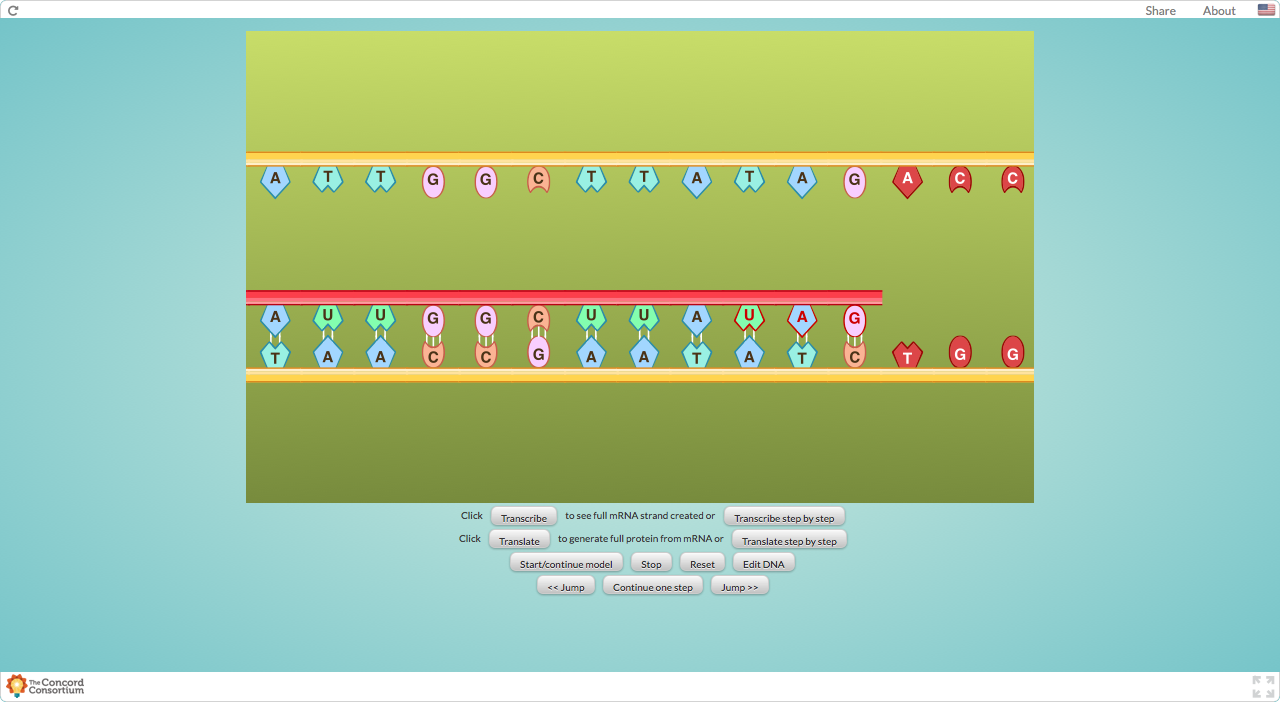 Share About
A T T G G C T T A T A G A C C
A U U G G C U U A U A G
T A A C C G A A T A T C T G G
Click Transcribe to see full mRNA strand created or Transcribe step by step
Click Translate to generate full protein from mRNA or Translate step by step
Start/continue model Stop Reset Edit DNA
<< Jump Continue one step Jump >>
The Concord
Consortium